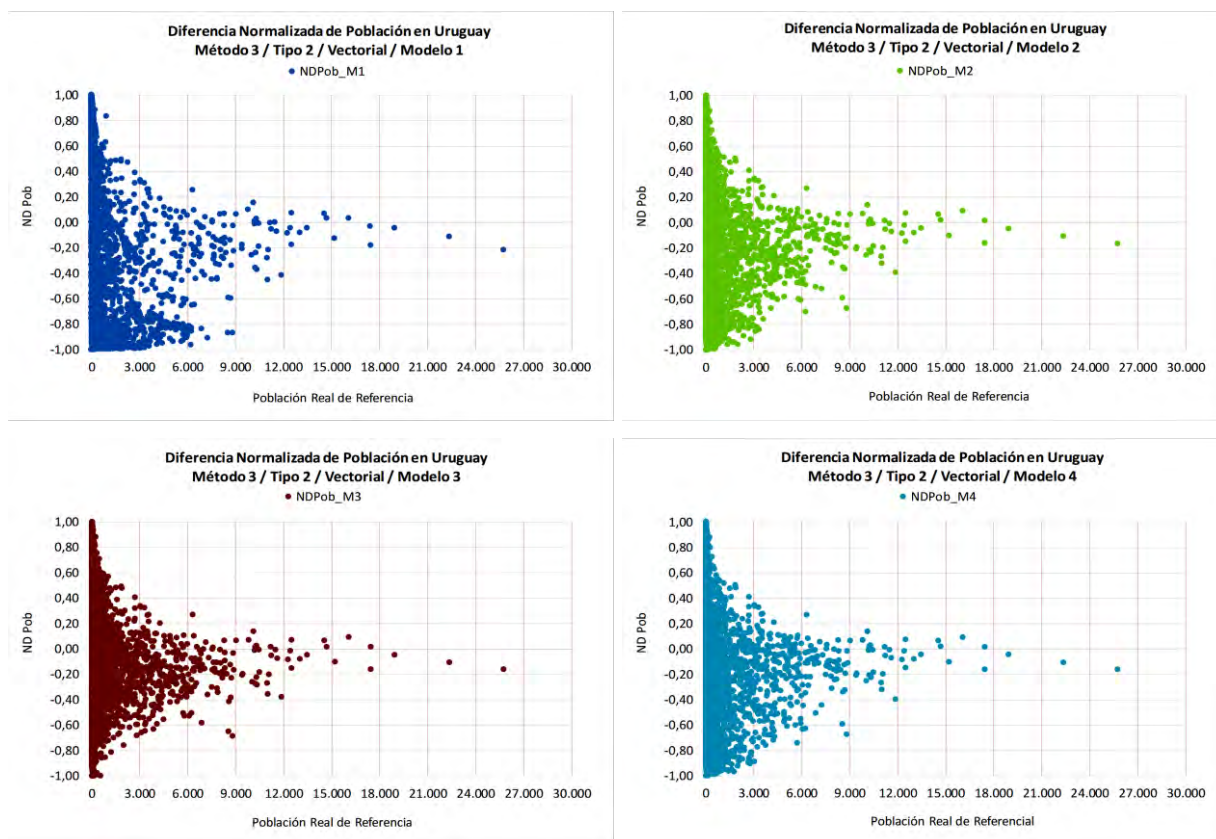 Diferencia Normalizada de Población en Uruguay
Método 3 / Tipo 2 / Vectorial / Modelo 1
NDPob_M1
ND Pob
1,00
0,80
0,60
0,40
0,20
0,00
-0,20
-0,40
-0,60
-0,80
-1,00
0 3.000 6.000 9.000 12.000 15.000 18.000 21.000 24.000 27.000 30.000
Población Real de Referencia
Diferencia Normalizada de Población en Uruguay
Método 3 / Tipo 2 / Vectorial / Modelo 2
NDPob_M2
ND Pob
1,00
0,80
0,60
0,40
0,20
0,00
-0,20
-0,40
-0,60
-0,80
-1,00
0 3.000 6.000 9.000 12.000 15.000 18.000 21.000 24.000 27.000 30.000
Población Real de Referencia
Diferencia Normalizada de Población en Uruguay
Método 3 / Tipo 2 / Vectorial / Modelo 3
NDPob_M3
ND Pob
1,00
0,80
0,60
0,40
0,20
0,00
-0,20
-0,40
-0,60
-0,80
-1,00
0 3.000 6.000 9.000 12.000 15.000 18.000 21.000 24.000 27.000 30.000
Población Real de Referencia
Diferencia Normalizada de Población en Uruguay
Método 3 / Tipo 2 / Vectorial / Modelo 4
NDPob_M4
ND Pob
1,00
0,80
0,60
0,40
0,20
0,00
-0,20
-0,40
-0,60
-0,80
-1,00
0 3.000 6.000 9.000 12.000 15.000 18.000 21.000 24.000 27.000 30.000
Población Real de Referencial